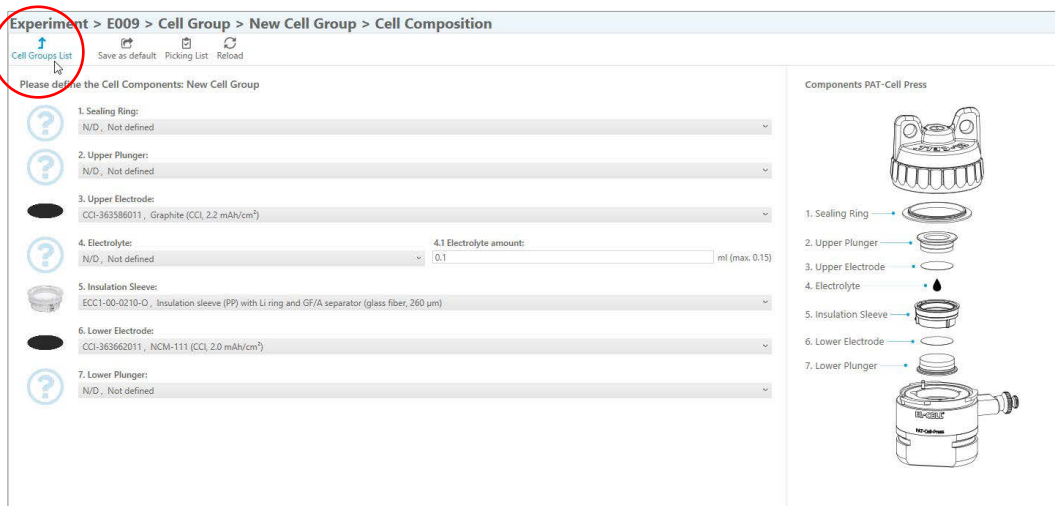 Experiment > E009 > Cell Group > New Cell Group > Cell Composition
Cell Groups List
Save as default
Picking List
Reload
Please define the Cell Components: New Cell Group
1. Sealing Ring:
N/D , Not defined
2. Upper Plunger:
N/D , Not defined
3. Upper Electrode:
CCI-363586011 , Graphite (CCI, 2.2 mAh/cm²)
4. Electrolyte:
N/D , Not defined
4.1 Electrolyte amount:
0.1
ml (max. 0.15)
5. Insulation Sleeve:
ECC1-00-0210-O , Insulation sleeve (PP) with Li ring and GF/A separator (glass fiber, 260 µm)
6. Lower Electrode:
CCI-363662011 , NCM-111 (CCI, 2.0 mAh/cm²)
7. Lower Plunger:
N/D , Not defined
Components PAT-Cell Press
1. Sealing Ring
2. Upper Plunger
3. Upper Electrode
4. Electrolyte
5. Insulation Sleeve
6. Lower Electrode
7. Lower Plunger
EL-CELL
PAT-Cell-Press